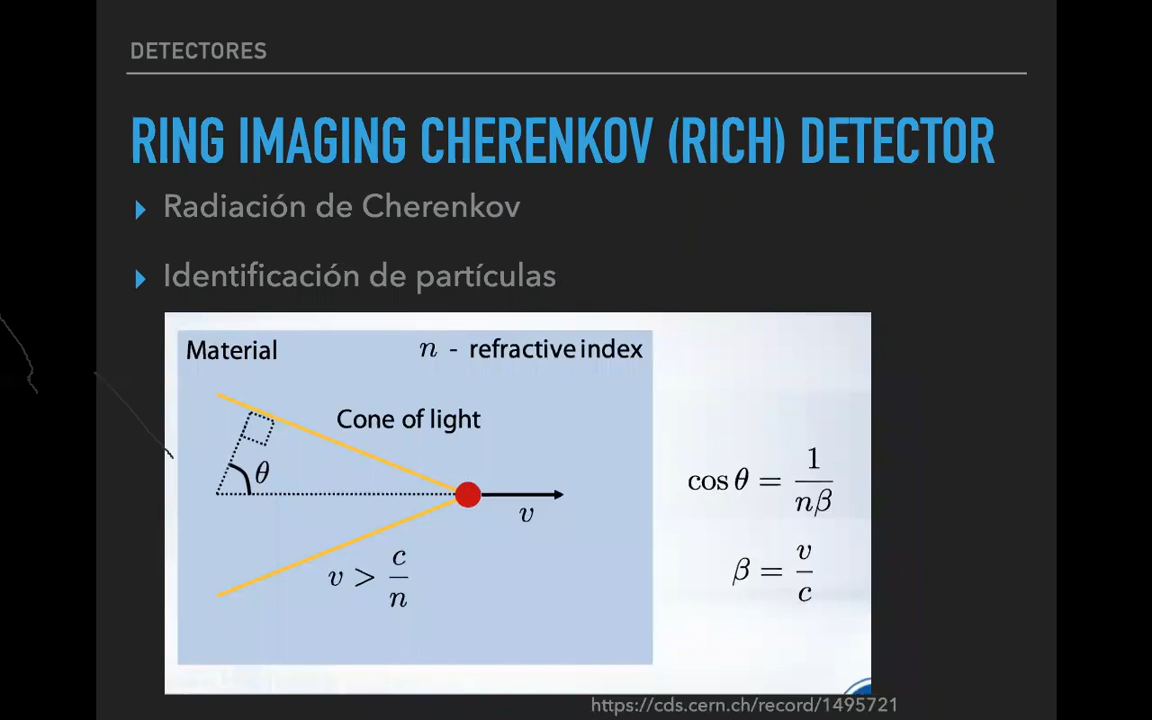 DETECTORES
RING IMAGING CHERENKOV (RICH) DETECTOR
Radiación de Cherenkov
Identificación de partículas
Material
n - refractive index
Cone of light
θ
v
v > c/n
cos θ = 1/nβ
β = v/c
https://cds.cern.ch/record/1495721